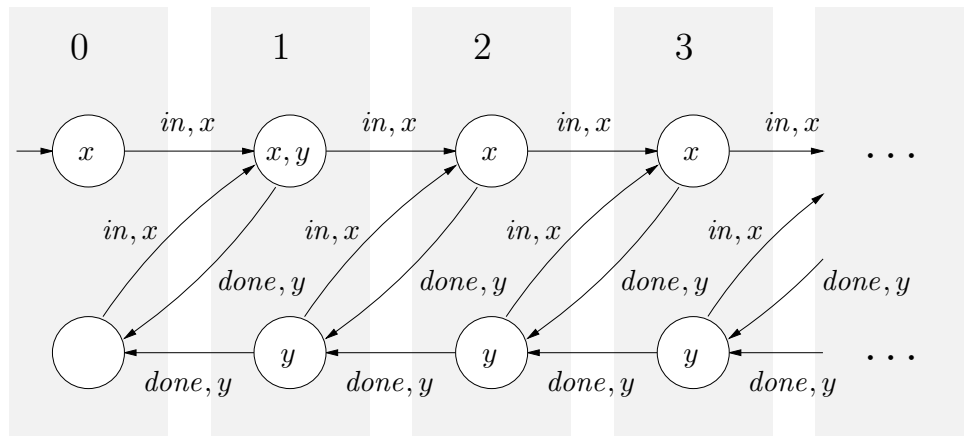 0 1 2 3
in, x in, x in, x in, x
x x, y x x ...
in, x in, x in, x in, x
done, y done, y done, y done, y
y y y ...
done, y done, y done, y done, y